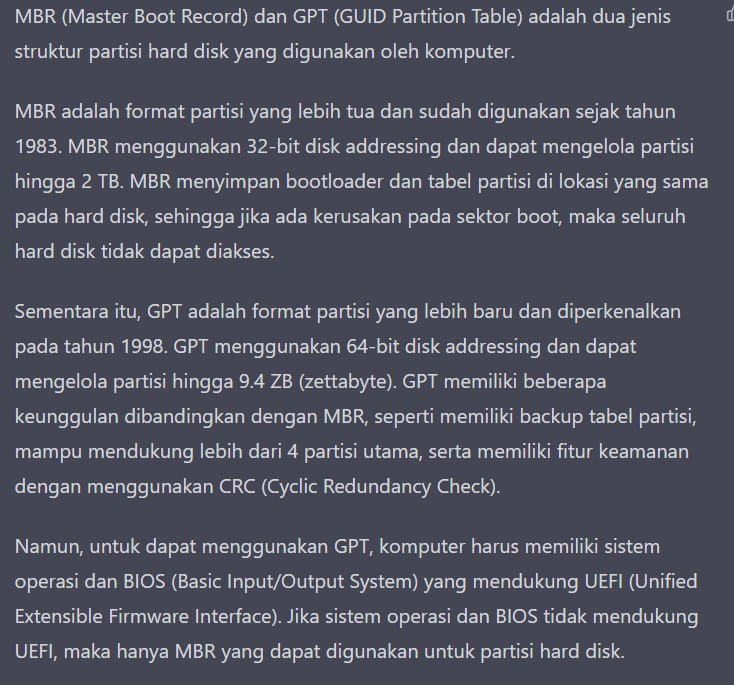 MBR (Master Boot Record) dan GPT (GUID Partition Table) adalah dua jenis
struktur partisi hard disk yang digunakan oleh komputer.
MBR adalah format partisi yang lebih tua dan sudah digunakan sejak tahun
1983. MBR menggunakan 32-bit disk addressing dan dapat mengelola partisi
hingga 2 TB. MBR menyimpan bootloader dan tabel partisi di lokasi yang sama
pada hard disk, sehingga jika ada kerusakan pada sektor boot, maka seluruh
hard disk tidak dapat diakses.
Sementara itu, GPT adalah format partisi yang lebih baru dan diperkenalkan
pada tahun 1998. GPT menggunakan 64-bit disk addressing dan dapat
mengelola partisi hingga 9.4 ZB (zettabyte). GPT memiliki beberapa
keunggulan dibandingkan dengan MBR, seperti memiliki backup tabel partisi,
mampu mendukung lebih dari 4 partisi utama, serta memiliki fitur keamanan
dengan menggunakan CRC (Cyclic Redundancy Check).
Namun, untuk dapat menggunakan GPT, komputer harus memiliki sistem
operasi dan BIOS (Basic Input/Output System) yang mendukung UEFI (Unified
Extensible Firmware Interface). Jika sistem operasi dan BIOS tidak mendukung
UEFI, maka hanya MBR yang dapat digunakan untuk partisi hard disk.